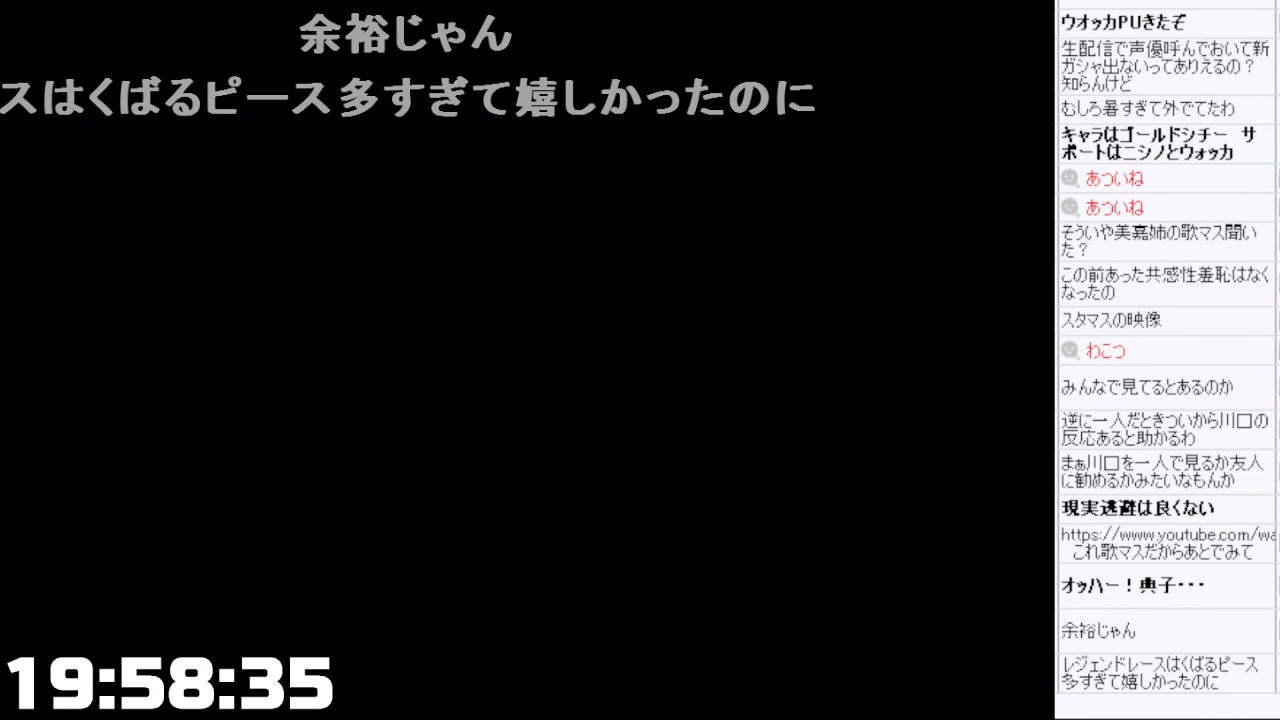 余裕じゃん
スはくばるピース多すぎて嬉しかったのに
19:58:35
ウオッカPUきたぞ
生配信で声優呼んでおいて新
ガシャ出ないってありえるの？
知らんけど
むしろ暑すぎて外でてたわ
キャラはゴールドシチー　サ
ポートはニシノとウォッカ
あついね
あついね
そういや美嘉姉の歌マス聞い
た？
この前あった共感性羞恥はなく
なったの
スタマスの映像
わこつ
みんなで見てるとあるのか
逆に一人だときついから川口の
反応あると助かるわ
まぁ川口を一人で見るか友人
に勧めるかみたいなもんか
現実逃避は良くない
https://www.youtube.com/wa
これ歌マスだからあとでみて
オッハー！典子・・・
余裕じゃん
レジェンドレースはくばるピース
多すぎて嬉しかったのに